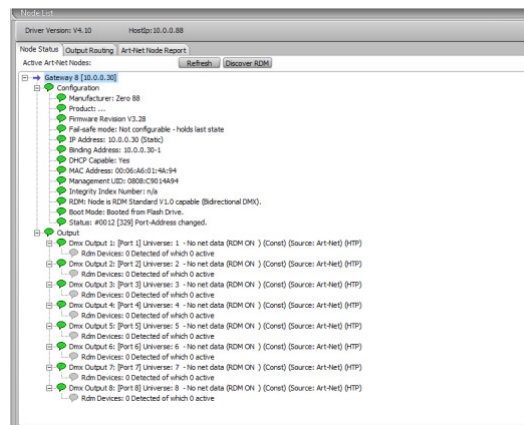 Node List
Driver Version: V4.10 HostIp:10.0.0.88
Node Status Output Routing Art-Net Node Report
Active Art-Net Nodes: Refresh Discover RDM
Gateway 8 [10.0.0.30]
Configuration
Manufacturer: Zero 88
Product: ...
Firmware Revision V3.28
Fail-safe mode: Not configurable - holds last state
IP Address: 10.0.0.30 (Static)
Binding Address: 10.0.0.30-1
DHCP Capable: Yes
MAC Address: 00:06:A6:01:4A:94
Management UID: 0808:C9014A94
Integrity Index Number: n/a
RDM: Node is RDM Standard V1.0 capable (Bidirectional DMX).
Boot Mode: Booted from Flash Drive.
Status: #0012 [329] Port-Address changed.
Output
Dmx Output 1: [Port 1] Universe: 1 - No net data (RDM ON ) (Const) (Source: Art-Net) (HTP)
Rdm Devices: 0 Detected of which 0 active
Dmx Output 2: [Port 2] Universe: 2 - No net data (RDM ON ) (Const) (Source: Art-Net) (HTP)
Rdm Devices: 0 Detected of which 0 active
Dmx Output 3: [Port 3] Universe: 3 - No net data (RDM ON ) (Const) (Source: Art-Net) (HTP)
Rdm Devices: 0 Detected of which 0 active
Dmx Output 4: [Port 4] Universe: 4 - No net data (RDM ON ) (Const) (Source: Art-Net) (HTP)
Rdm Devices: 0 Detected of which 0 active
Dmx Output 5: [Port 5] Universe: 5 - No net data (RDM ON ) (Const) (Source: Art-Net) (HTP)
Rdm Devices: 0 Detected of which 0 active
Dmx Output 6: [Port 6] Universe: 6 - No net data (RDM ON ) (Const) (Source: Art-Net) (HTP)
Rdm Devices: 0 Detected of which 0 active
Dmx Output 7: [Port 7] Universe: 7 - No net data (RDM ON ) (Const) (Source: Art-Net) (HTP)
Rdm Devices: 0 Detected of which 0 active
Dmx Output 8: [Port 8] Universe: 8 - No net data (RDM ON ) (Const) (Source: Art-Net) (HTP)
Rdm Devices: 0 Detected of which 0 active